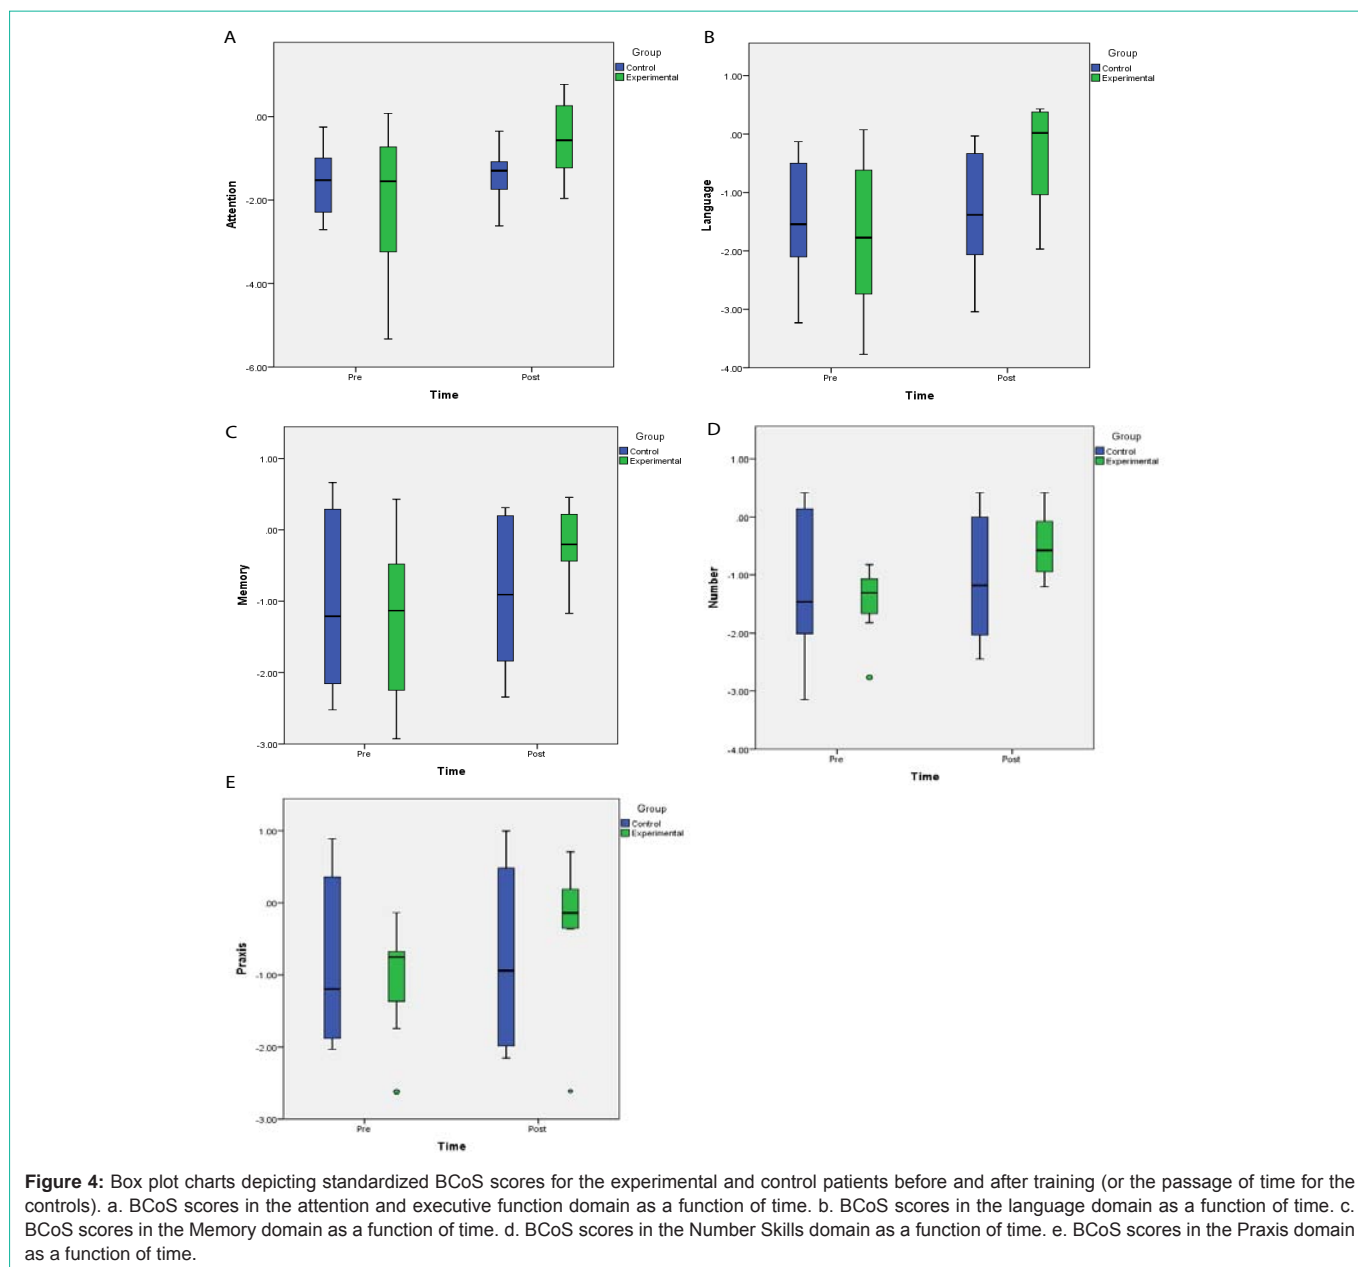 A
Group
Control
Experimental
.00
-2.00
-4.00
-6.00
Attention
Pre
Post
Time
B
Group
Control
Experimental
1.00
.00
-1.00
-2.00
-3.00
-4.00
Language
Pre
Post
Time
C
Group
Control
Experimental
1.00
.00
-1.00
-2.00
-3.00
Memory
Pre
Post
Time
D
Group
Control
Experimental
1.00
.00
-1.00
-2.00
-3.00
-4.00
Number
Pre
Post
Time
E
Group
Control
Experimental
1.00
.00
-1.00
-2.00
-3.00
Praxis
Pre
Post
Time
Figure 4: Box plot charts depicting standardized BCoS scores for the experimental and control patients before and after training (or the passage of time for the
controls). a. BCoS scores in the attention and executive function domain as a function of time. b. BCoS scores in the language domain as a function of time. c.
BCoS scores in the Memory domain as a function of time. d. BCoS scores in the Number Skills domain as a function of time. e. BCoS scores in the Praxis domain
as a function of time.